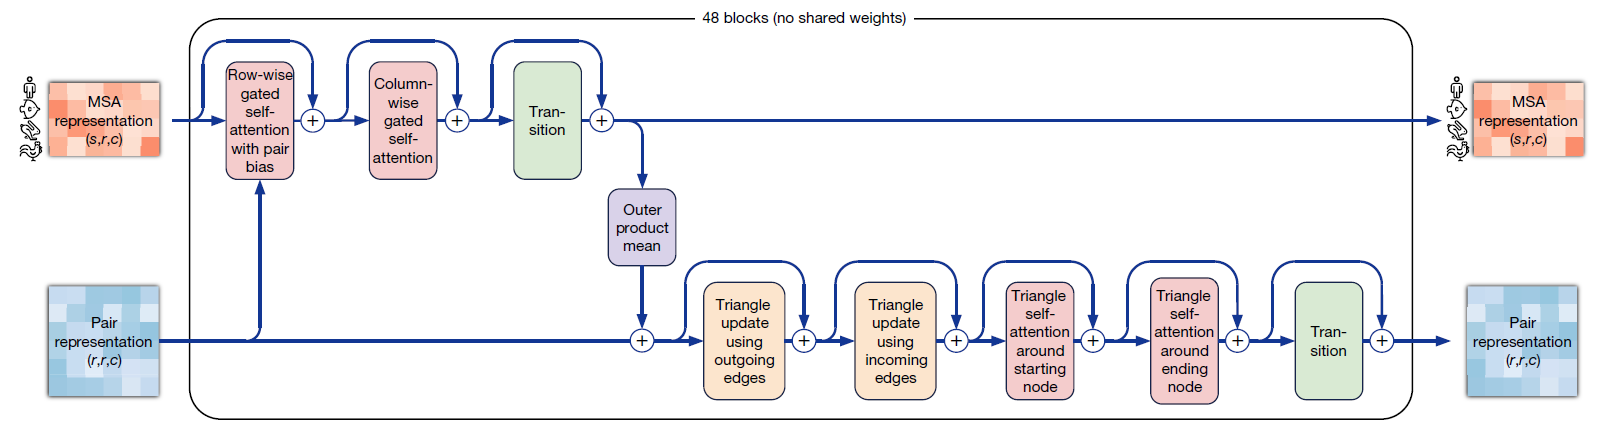 48 blocks (no shared weights)
Row-wise
gated
self-
attention
with pair
bias
Column-
wise
gated
self-
attention
Tran-
sition
MSA
representation
(s,r,c)
+
+
+
MSA
representation
(s,r,c)
Outer
product
mean
Pair
representation
(r,r,c)
+
Triangle
update
using
outgoing
edges
+
Triangle
update
using
incoming
edges
+
Triangle
self-
attention
around
starting
node
+
Triangle
self-
attention
around
ending
node
+
Tran-
sition
+
Pair
representation
(r,r,c)